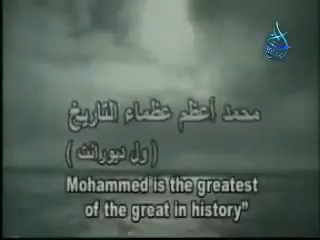 محمد أعظم عظماء التاريخ
( ول ديورانت )
Mohammed is the greatest
of the great in history"